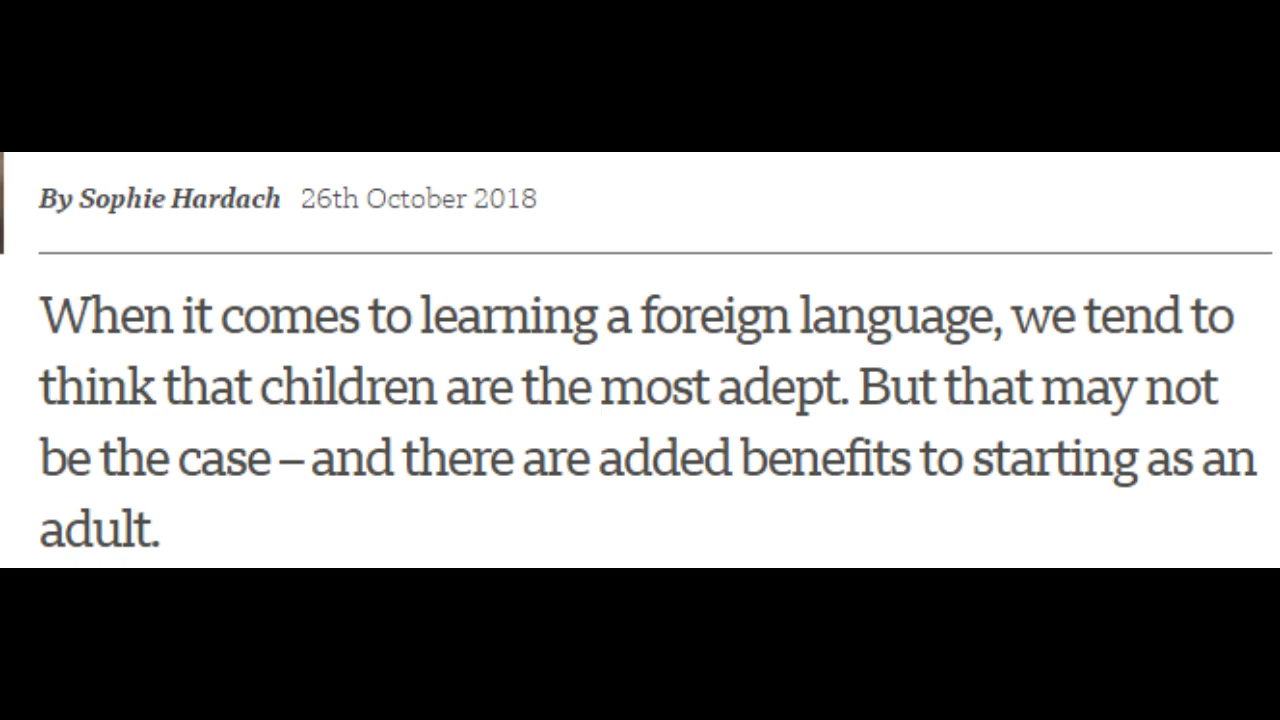 By Sophie Hardach 26th October 2018
When it comes to learning a foreign language, we tend to
think that children are the most adept. But that may not
be the case – and there are added benefits to starting as an
adult.